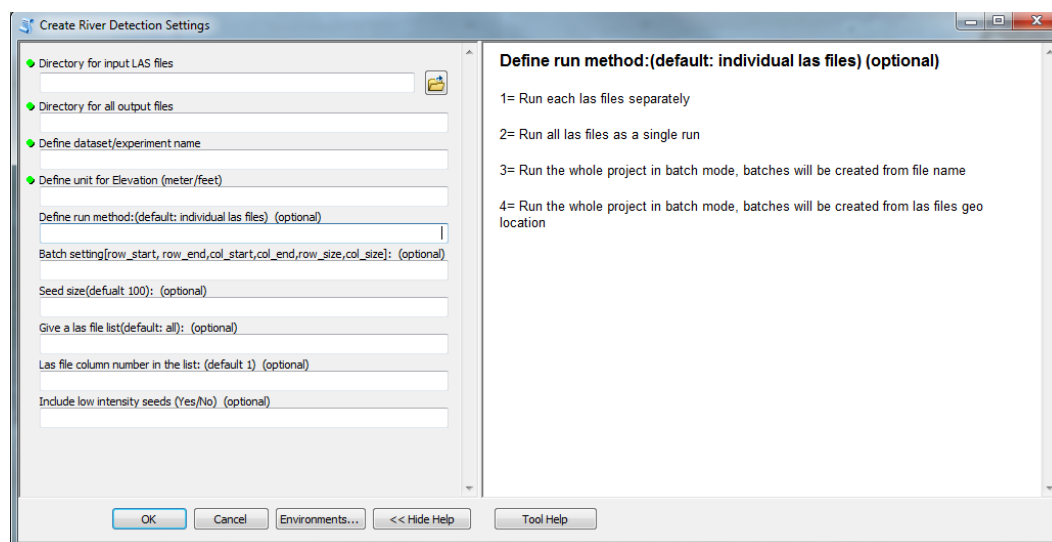 Create River Detection Settings
Directory for input LAS files
Directory for all output files
Define dataset/experiment name
Define unit for Elevation (meter/feet)
Define run method:(default: individual las files) (optional)
Batch setting[row_start, row_end,col_start,col_end,row_size,col_size]: (optional)
Seed size(defualt 100): (optional)
Give a las file list(default: all): (optional)
Las file column number in the list: (default 1) (optional)
Include low intensity seeds (Yes/No) (optional)
Define run method:(default: individual las files) (optional)
1= Run each las files separately
2= Run all las files as a single run
3= Run the whole project in batch mode, batches will be created from file name
4= Run the whole project in batch mode, batches will be created from las files geo
location
OK
Cancel
Environments...
<< Hide Help
Tool Help